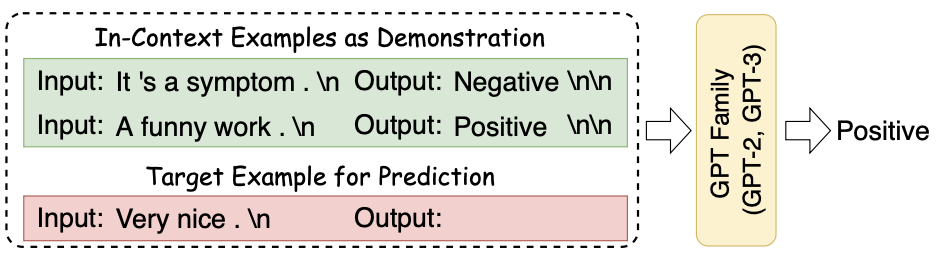 In-Context Examples as Demonstration
Input: It 's a symptom . \n Output: Negative \n\n
Input: A funny work . \n Output: Positive \n\n
Target Example for Prediction
Input: Very nice . \n Output:
GPT Family
(GPT-2, GPT-3)
Positive